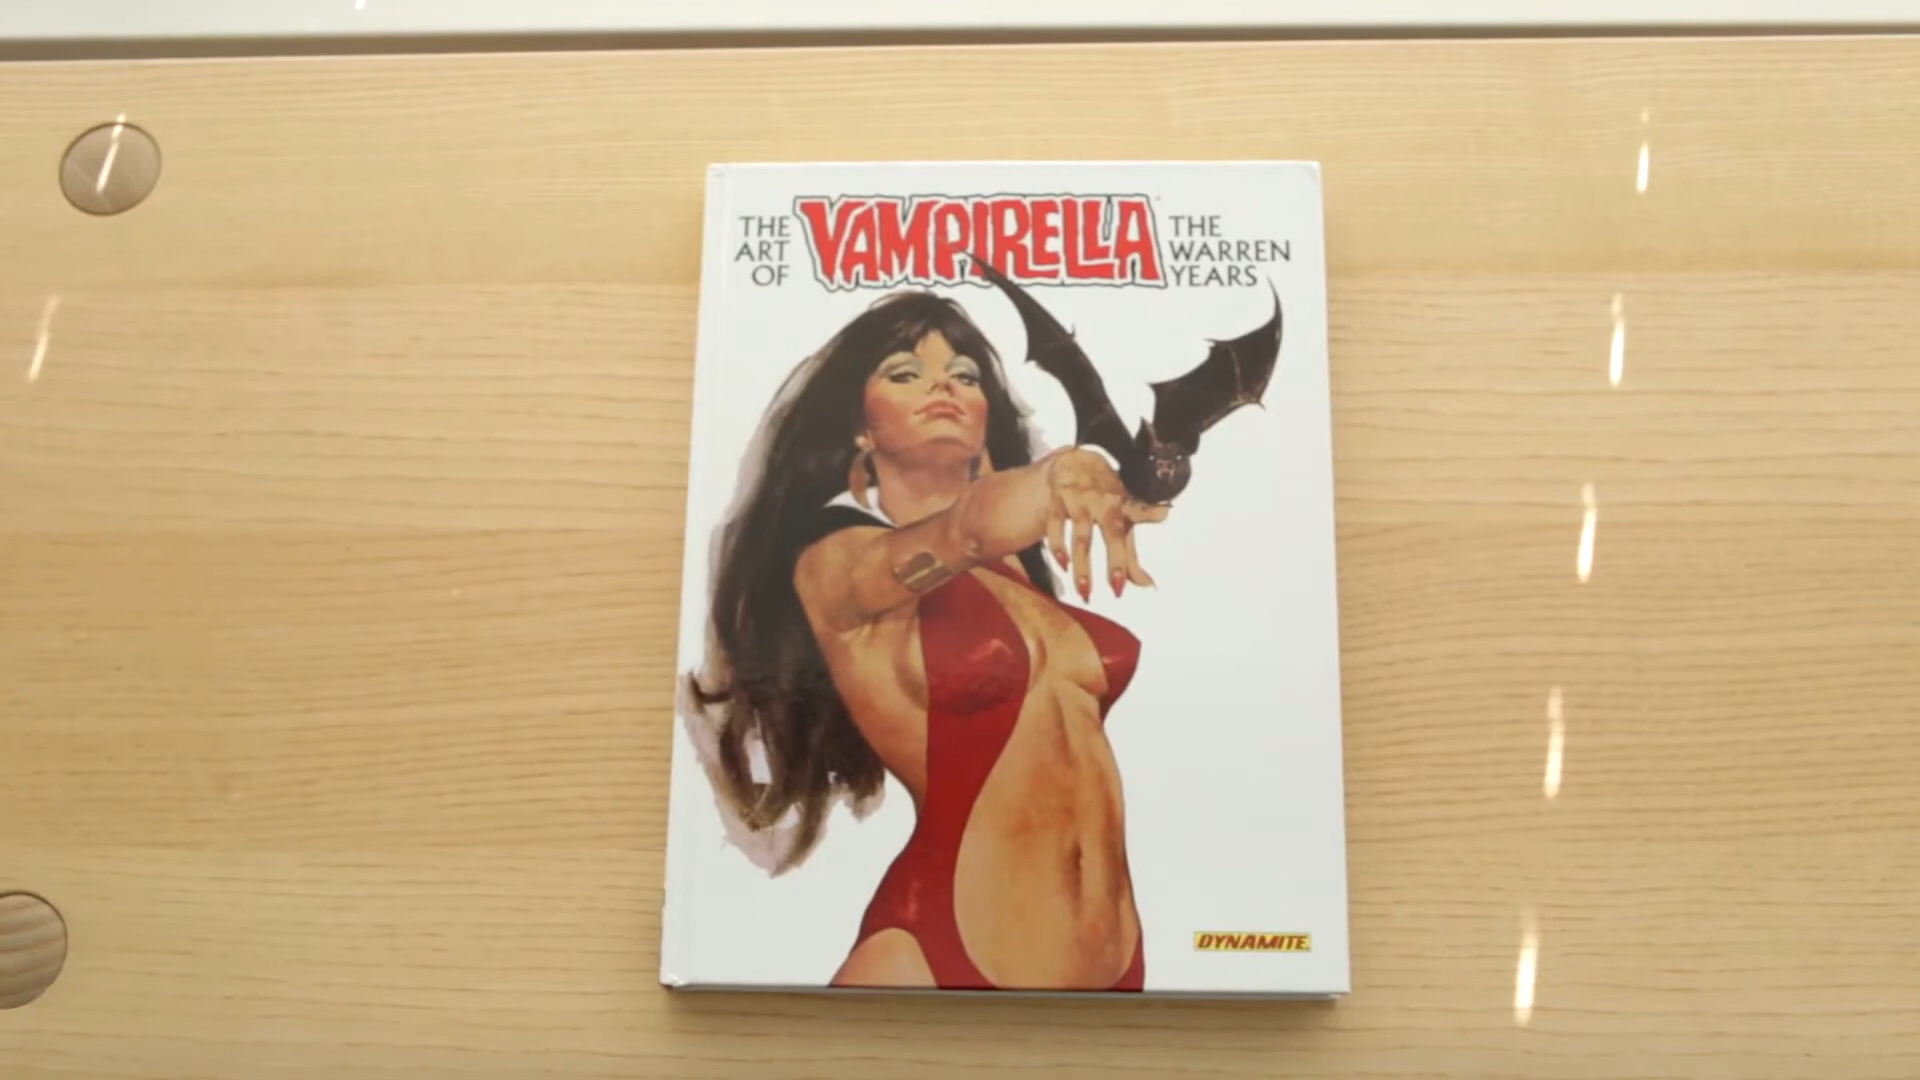 THE ART OF
VAMPIRELLA
THE WARREN YEARS
DYNAMITE